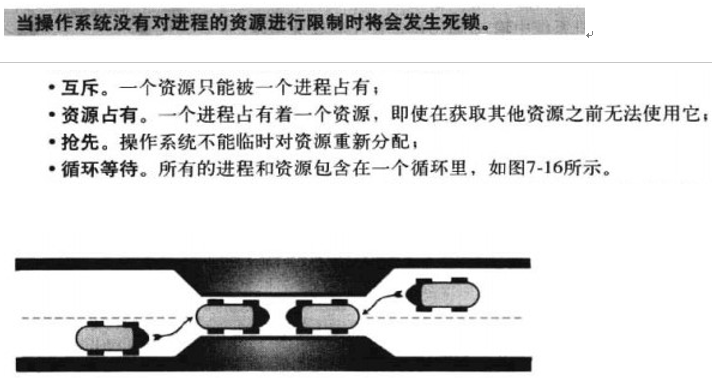 当操作系统没有对进程的资源进行限制时将会发生死锁。
• 互斥。一个资源只能被一个进程占有；
• 资源占有。一个进程占有着一个资源，即使在获取其他资源之前无法使用它；
• 抢先。操作系统不能临时对资源重新分配；
• 循环等待。所有的进程和资源包含在一个循环里，如图7-16所示。